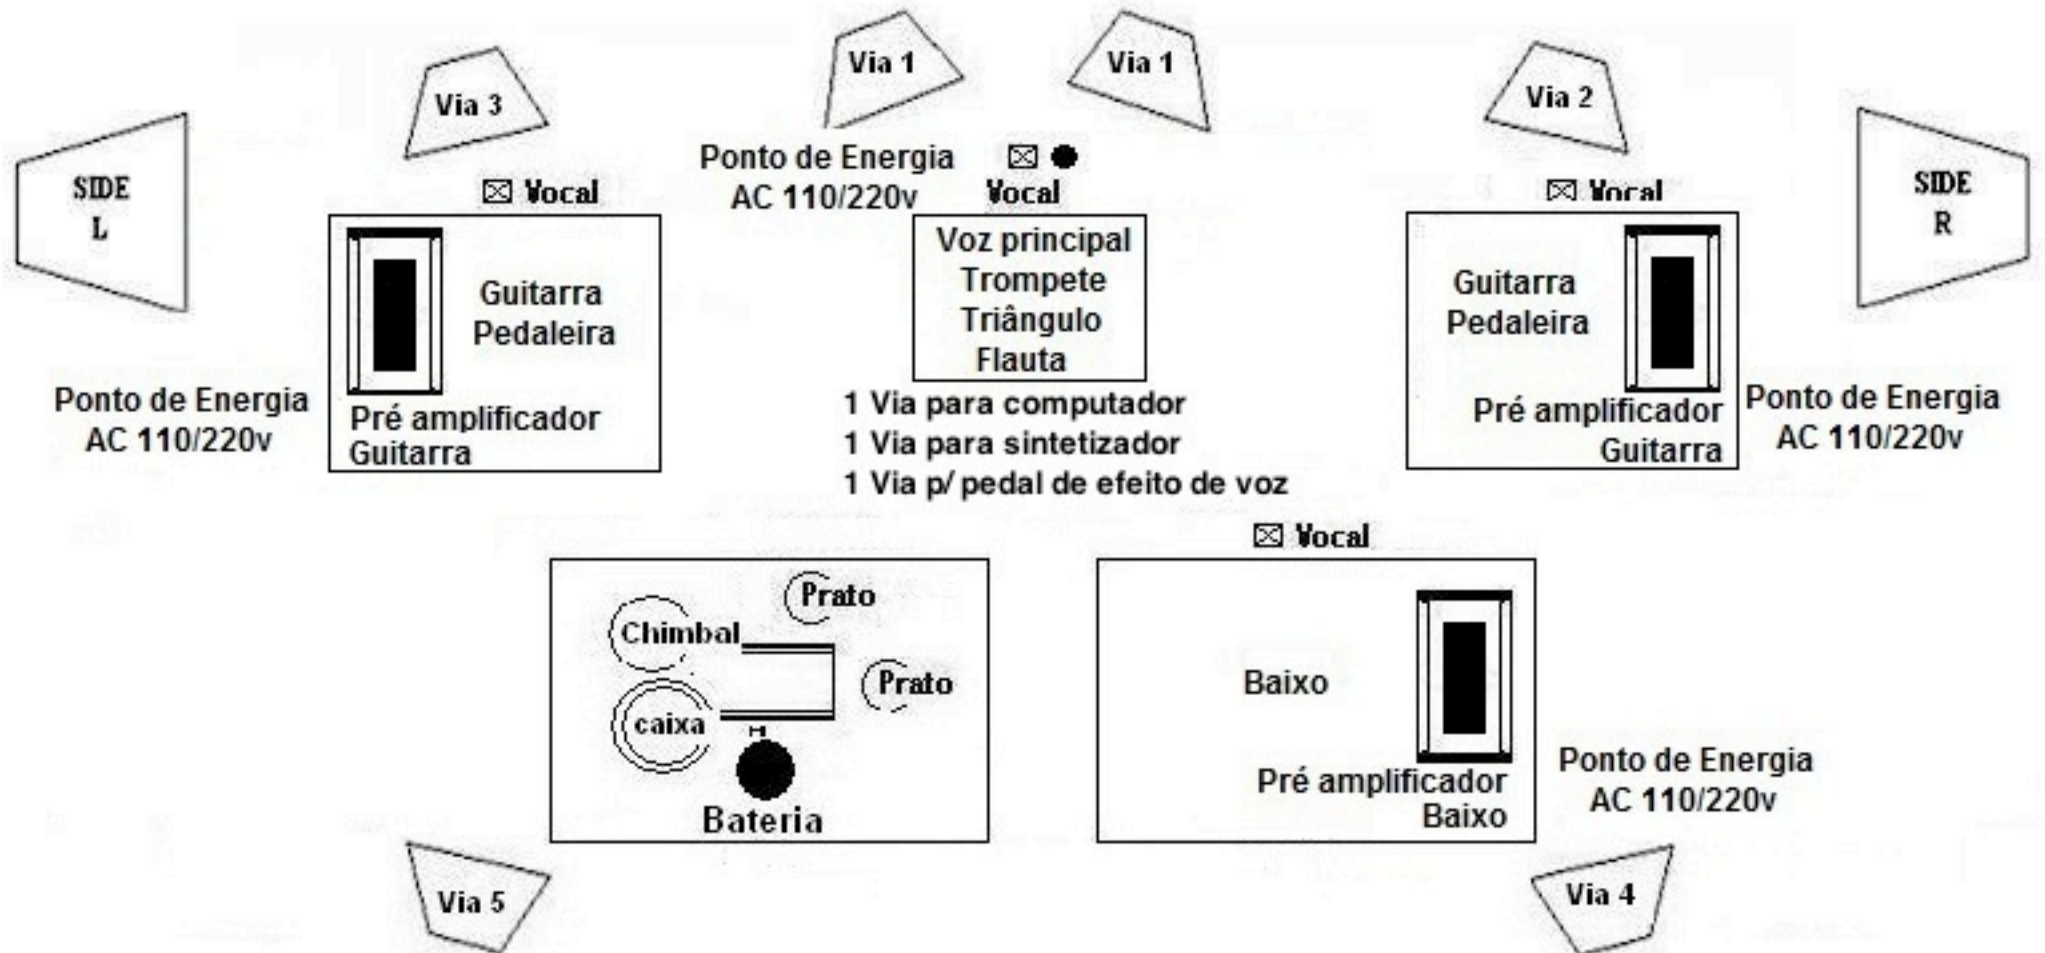 Via 3
Via 1
Via 1
Via 2
SIDE
L
SIDE
R
Vocal
Ponto de Energia
AC 110/220v
Vocal
Vocal
Guitarra
Pedaleira
Pré amplificador
Guitarra
Ponto de Energia
AC 110/220v
Voz principal
Trompete
Triângulo
Flauta
1 Via para computador
1 Via para sintetizador
1 Via p/ pedal de efeito de voz
Guitarra
Pedaleira
Pré amplificador
Guitarra
Ponto de Energia
AC 110/220v
Prato
Chimbal
Prato
caixa
Bateria
Vocal
Baixo
Pré amplificador
Baixo
Ponto de Energia
AC 110/220v
Via 5
Via 4